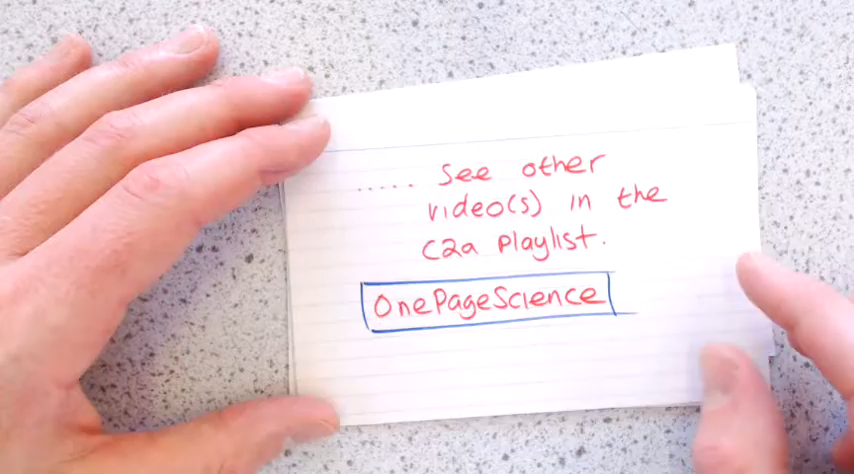 ..... See other
video(s) in the
C2a playlist.
OnePageScience